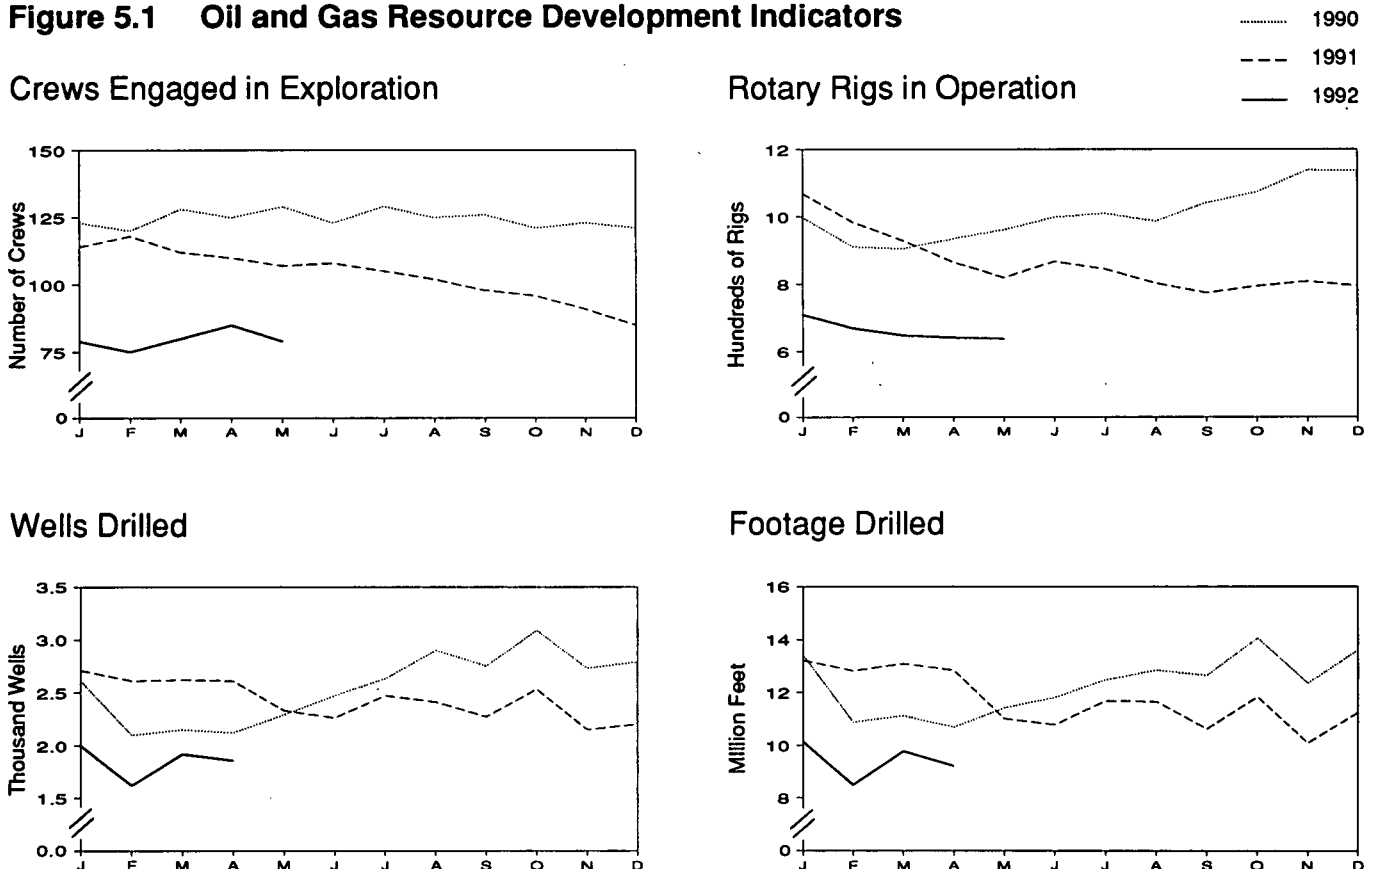 Figure 5.1 Oil and Gas Resource Development Indicators
1990
1991
1992
Crews Engaged in Exploration
Number of Crews
150
125
100
75
0
J F M A M J J A S O N D
Rotary Rigs in Operation
Hundreds of Rigs
12
10
8
6
0
J F M A M J J A S O N D
Wells Drilled
Thousand Wells
3.5
3.0
2.5
2.0
1.5
0.0
J F M A M J J A S O N D
Footage Drilled
Million Feet
16
14
12
10
8
0
J F M A M J J A S O N D